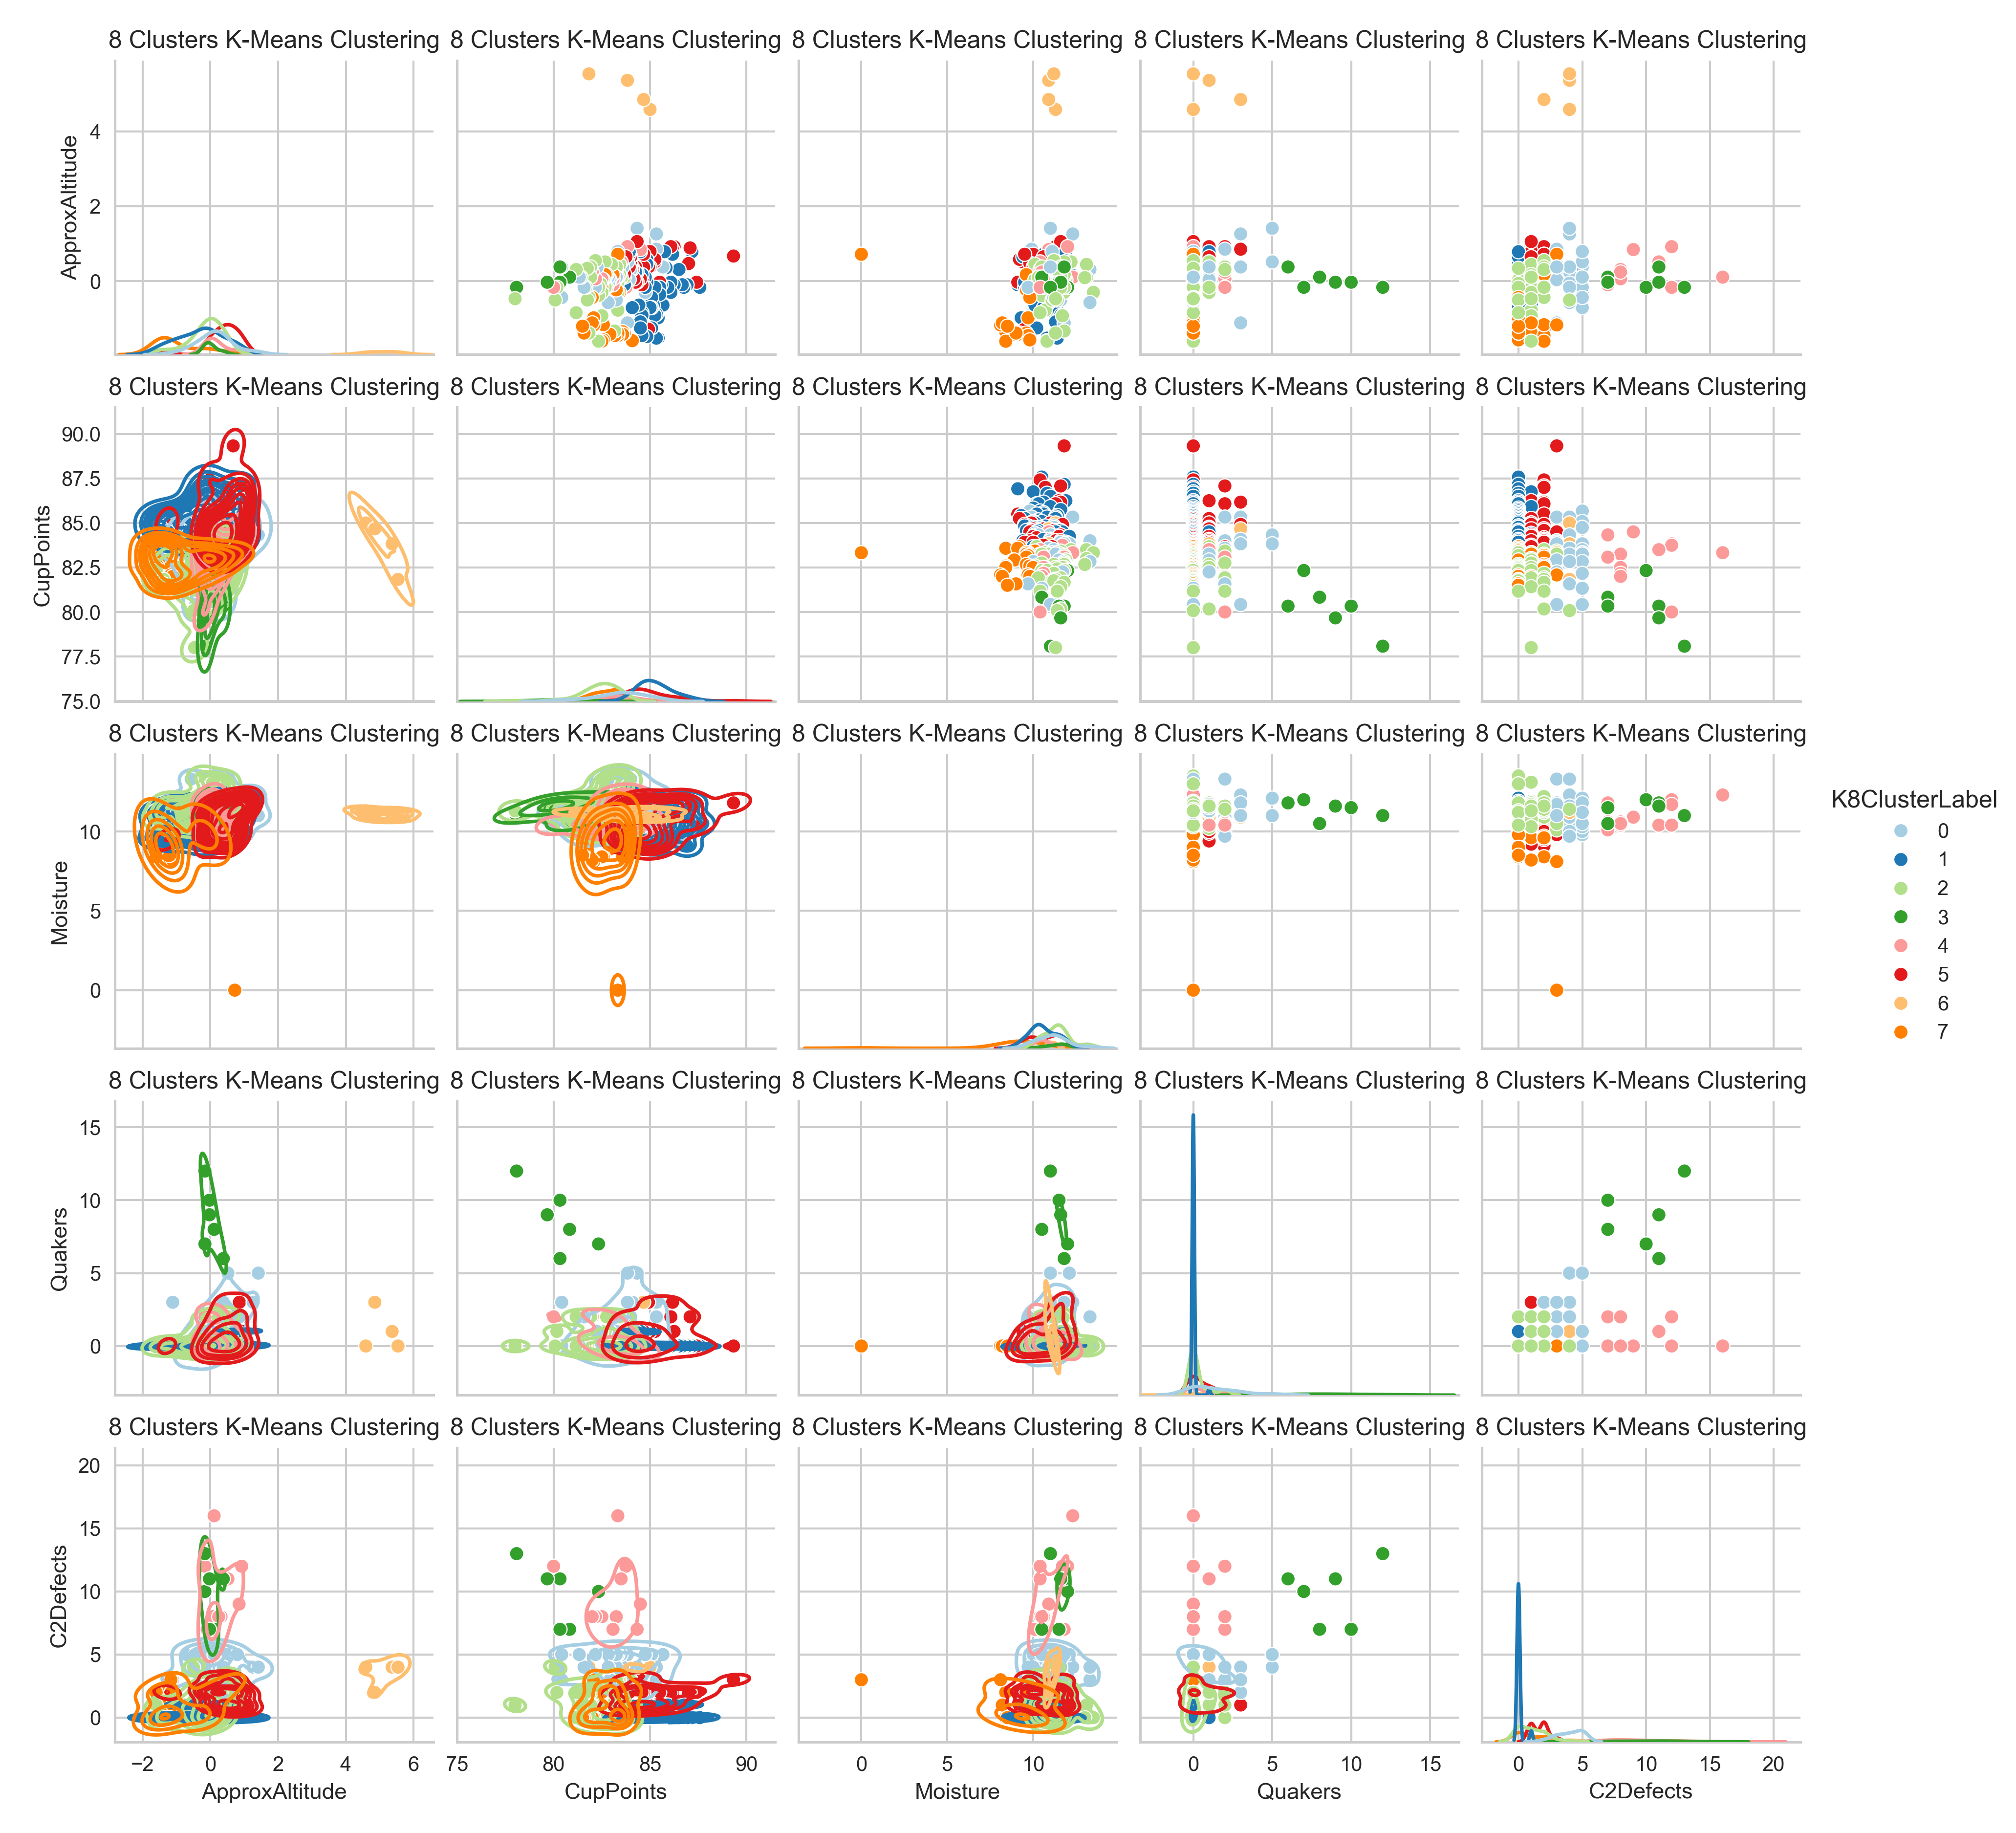 8 Clusters K-Means Clustering 8 Clusters K-Means Clustering 8 Clusters K-Means Clustering 8 Clusters K-Means Clustering 8 Clusters K-Means Clustering
4
2
0
ApproxAltitude
8 Clusters K-Means Clustering 8 Clusters K-Means Clustering 8 Clusters K-Means Clustering 8 Clusters K-Means Clustering 8 Clusters K-Means Clustering
90.0
87.5
85.0
82.5
80.0
77.5
75.0
CupPoints
8 Clusters K-Means Clustering 8 Clusters K-Means Clustering 8 Clusters K-Means Clustering 8 Clusters K-Means Clustering 8 Clusters K-Means Clustering
10
5
0
Moisture
K8ClusterLabel
0
1
2
3
4
5
6
7
8 Clusters K-Means Clustering 8 Clusters K-Means Clustering 8 Clusters K-Means Clustering 8 Clusters K-Means Clustering 8 Clusters K-Means Clustering
15
10
5
0
Quakers
8 Clusters K-Means Clustering 8 Clusters K-Means Clustering 8 Clusters K-Means Clustering 8 Clusters K-Means Clustering 8 Clusters K-Means Clustering
20
15
10
5
0
C2Defects
−2 0 2 4 6 75 80 85 90 0 5 10 0 5 10 15 0 5 10 15 20
ApproxAltitude CupPoints Moisture Quakers C2Defects